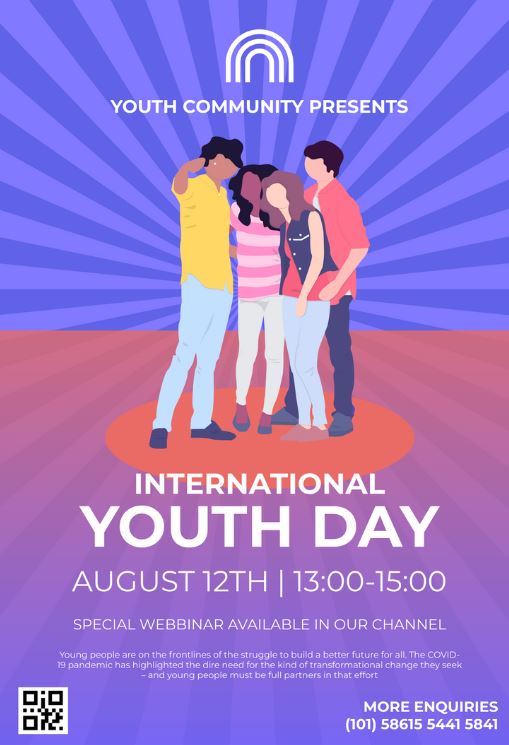 YOUTH COMMUNITY PRESENTS
INTERNATIONAL
YOUTH DAY
AUGUST 12TH | 13:00-15:00
SPECIAL WEBBINAR AVAILABLE IN OUR CHANNEL
Young people are on the frontlines of the struggle to build a better future for all. The COVID-
19 pandemic has highlighted the dire need for the kind of transformational change they seek
– and young people must be full partners in that effort
MORE ENQUIRIES
(101) 58615 5441 5841